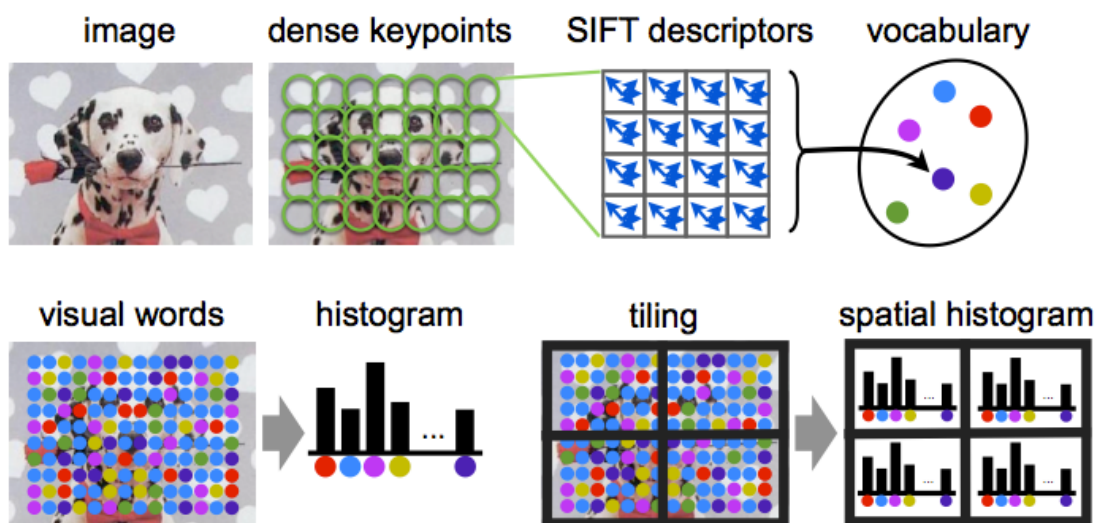 image
dense keypoints
SIFT descriptors
vocabulary
visual words
histogram
tiling
spatial histogram
...
...
...
...
...